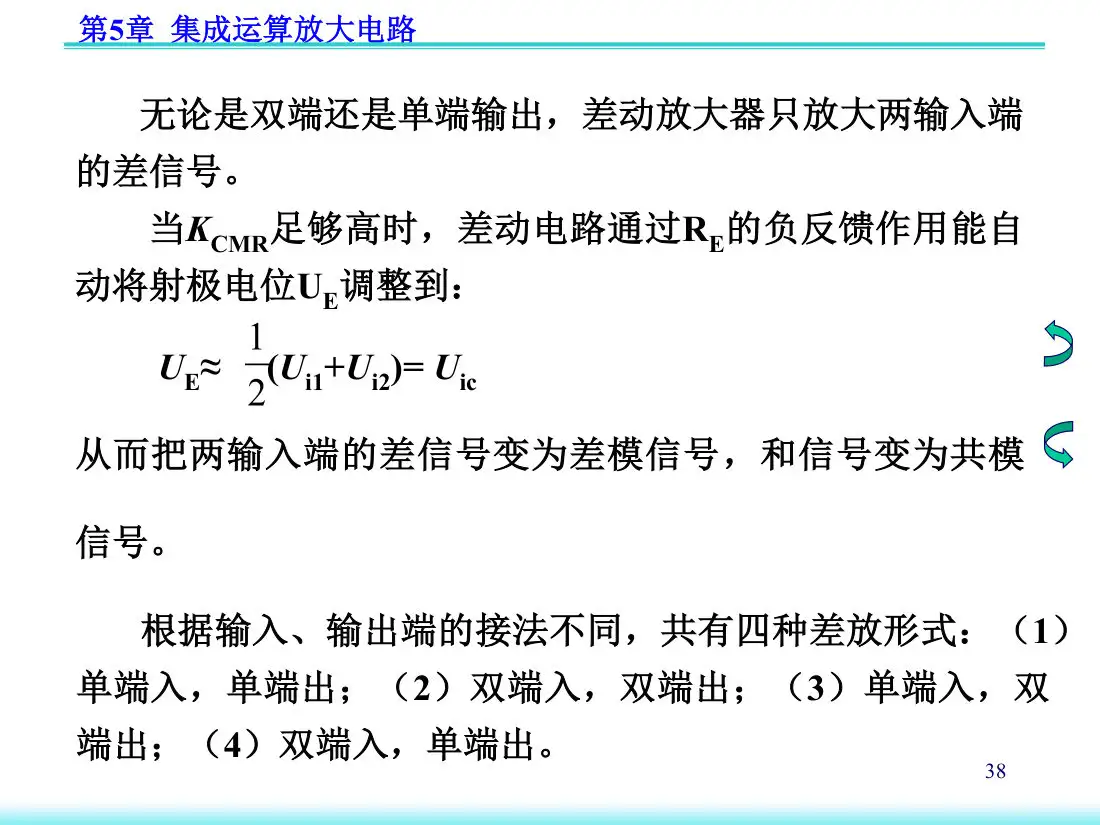 第5章 集成运算放大电路
无论是双端还是单端输出，差动放大器只放大两输入端
的差信号。
当KCMR足够高时，差动电路通过RE的负反馈作用能自
动将射极电位UE调整到：
UE≈ 1/2(Ui1+Ui2)= Uic
从而把两输入端的差信号变为差模信号，和信号变为共模
信号。
根据输入、输出端的接法不同，共有四种差放形式：（1）
单端入，单端出；（2）双端入，双端出；（3）单端入，双
端出；（4）双端入，单端出。
38